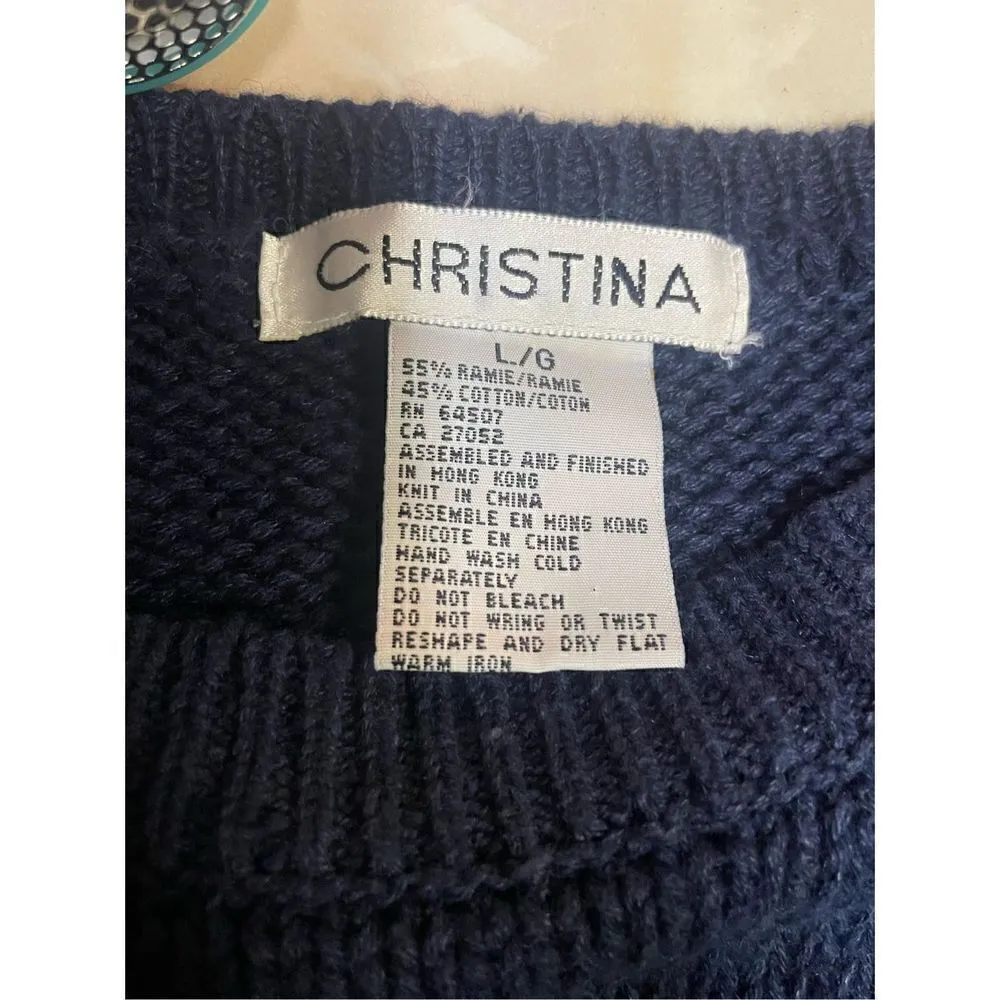 CHRISTINA
L./G
55% RAMIE/RAMIE
45% COTTON/COTON
RN 64507
CA 27052
ASSEMBLED AND FINISHED
IN HONG KONG
KNIT IN CHINA
ASSEMBLE EN HONG KONG
TRICOTE EN CHINE
HAND WASH COLD
SEPARATELY
DO NOT BLEACH
DO NOT WRING OR TWIST
RESHAPE AND DRY FLAT
WARM IRON